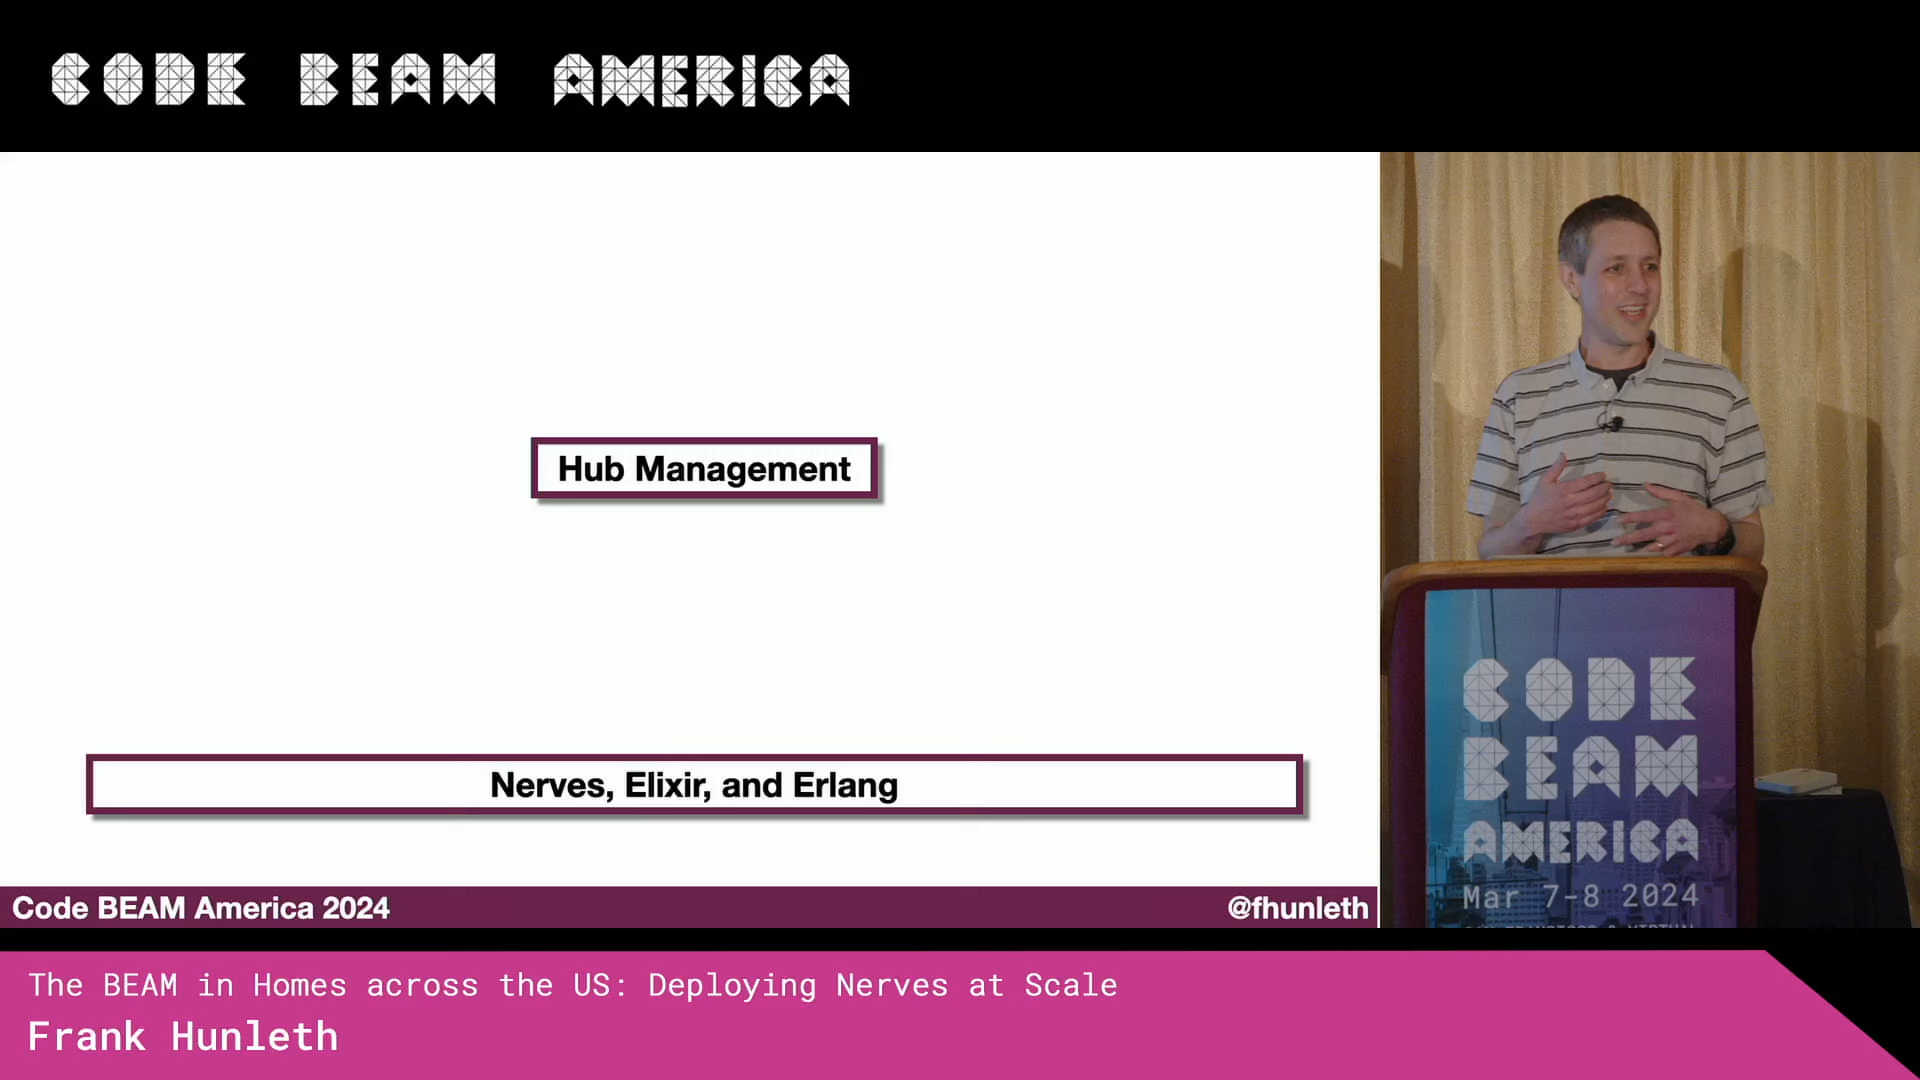 CODE BEAM AMERICA
Hub Management
Nerves, Elixir, and Erlang
Code BEAM America 2024
@fhunleth
CODE
BEAM
AMERICA
Mar 7-8 2024
The BEAM in Homes across the US: Deploying Nerves at Scale
Frank Hunleth